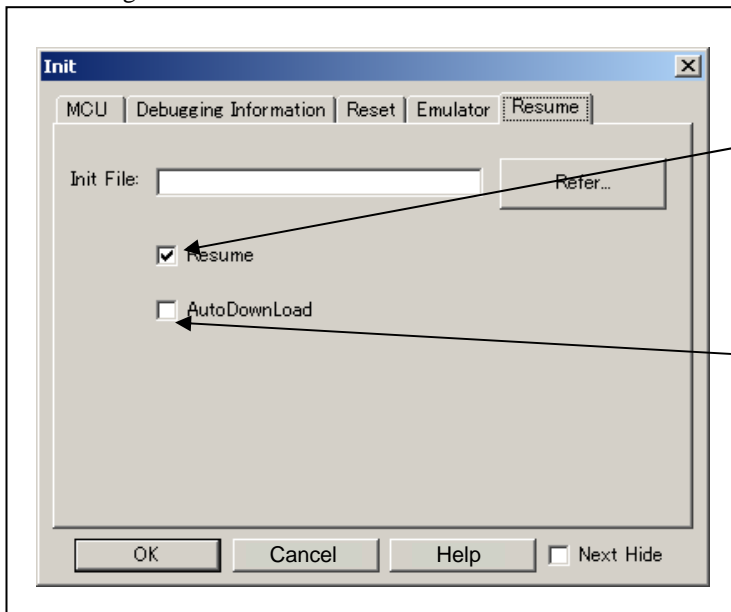 Init
MCU Debugging Information Reset Emulator Resume
Init File: Refer...
Resume
AutoDownLoad
OK Cancel Help Next Hide